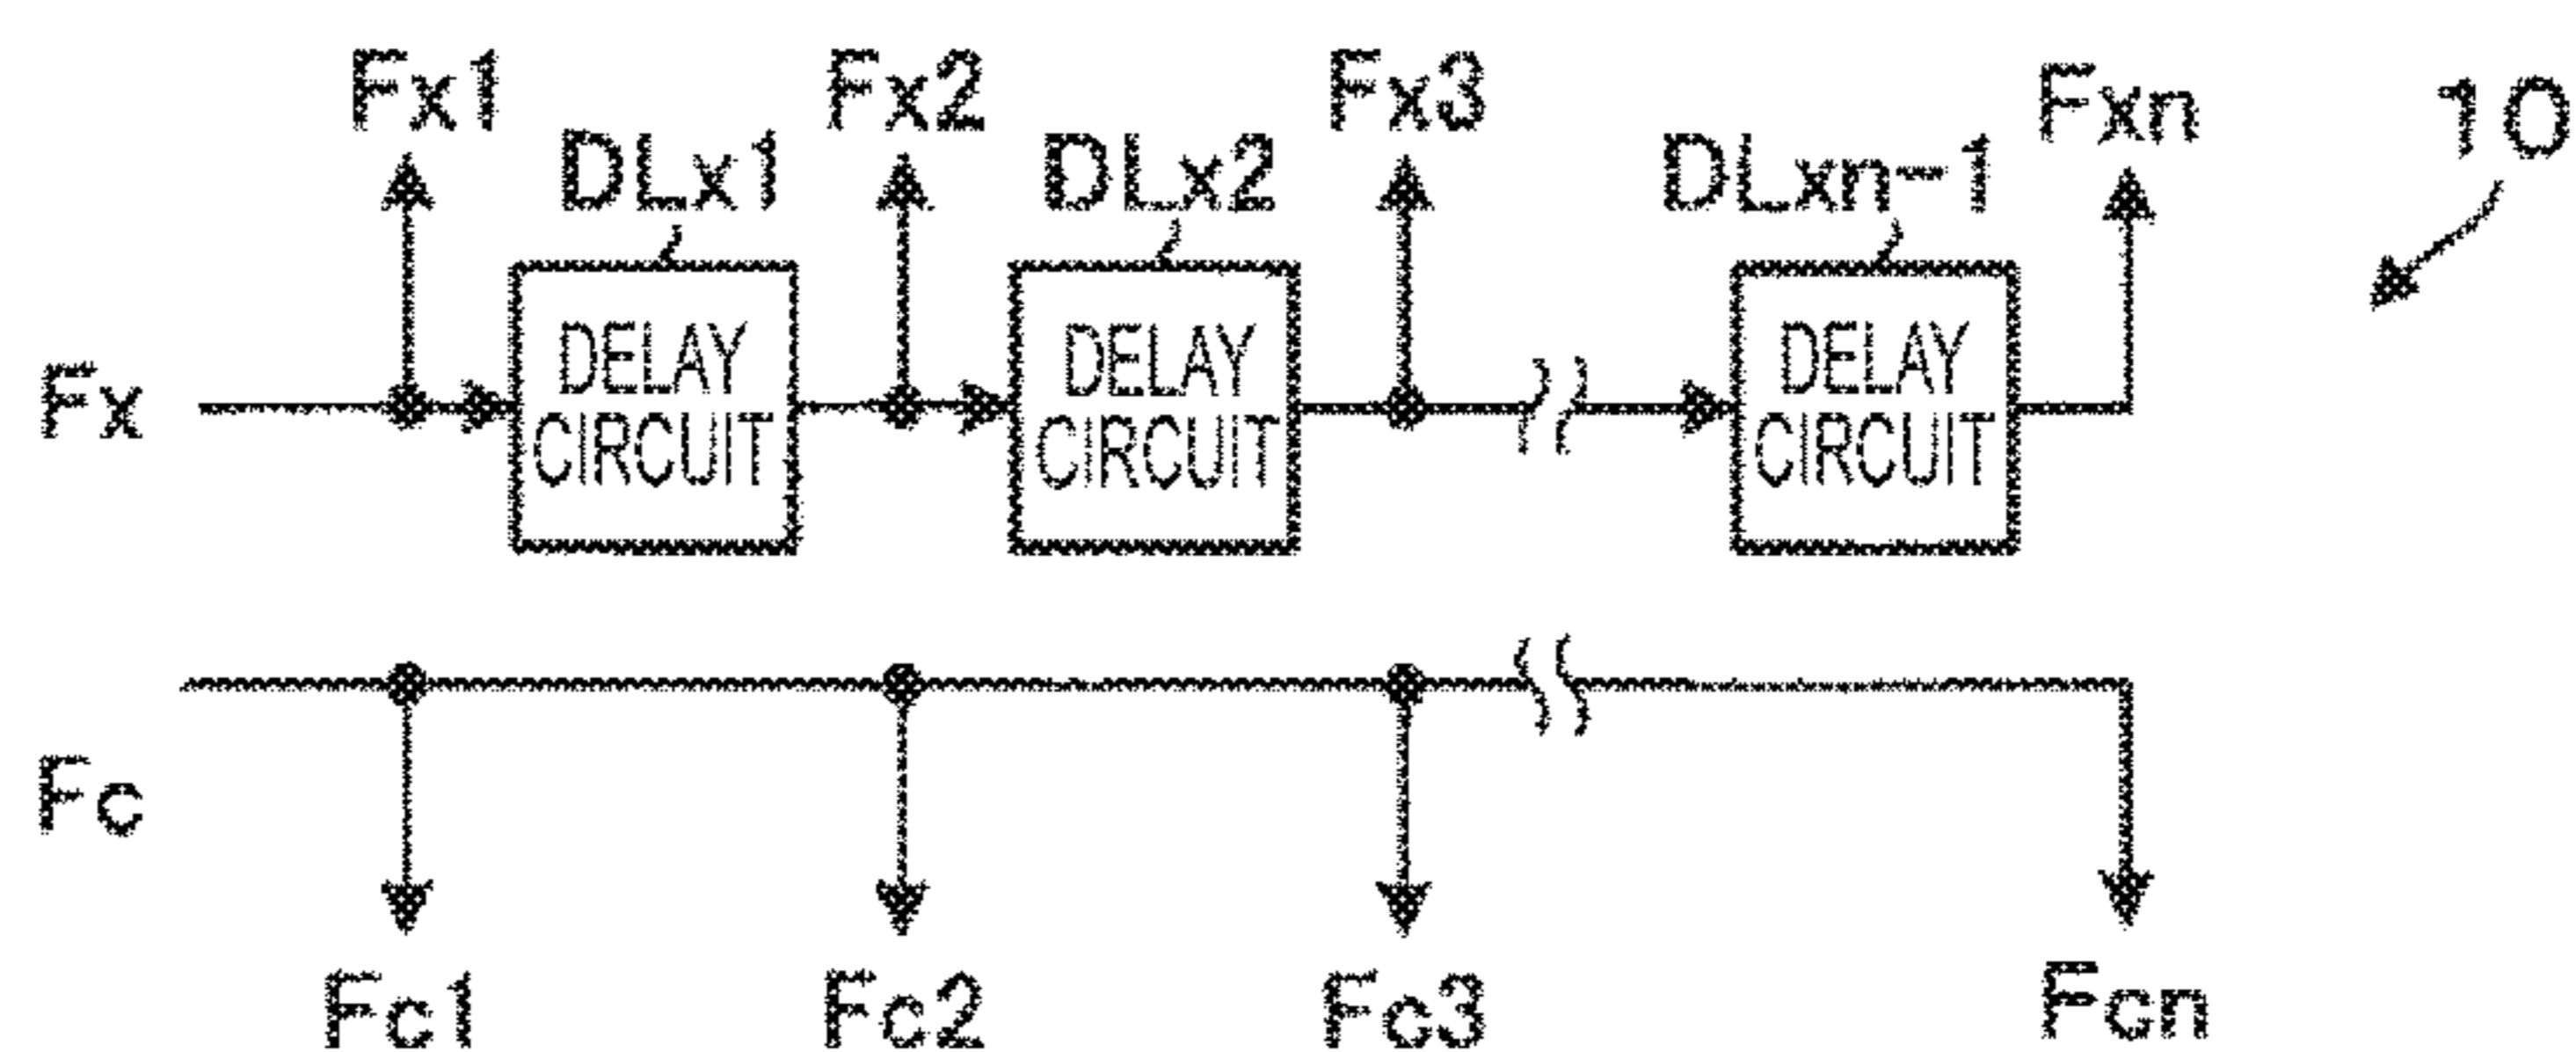 Fx1 Fx2 Fx3 Fxn 10
DLx1 DLx2 DLxn-1
Fx
DELAY CIRCUIT
DELAY CIRCUIT
DELAY CIRCUIT
Fc
Fc1 Fc2 Fc3 Fcn